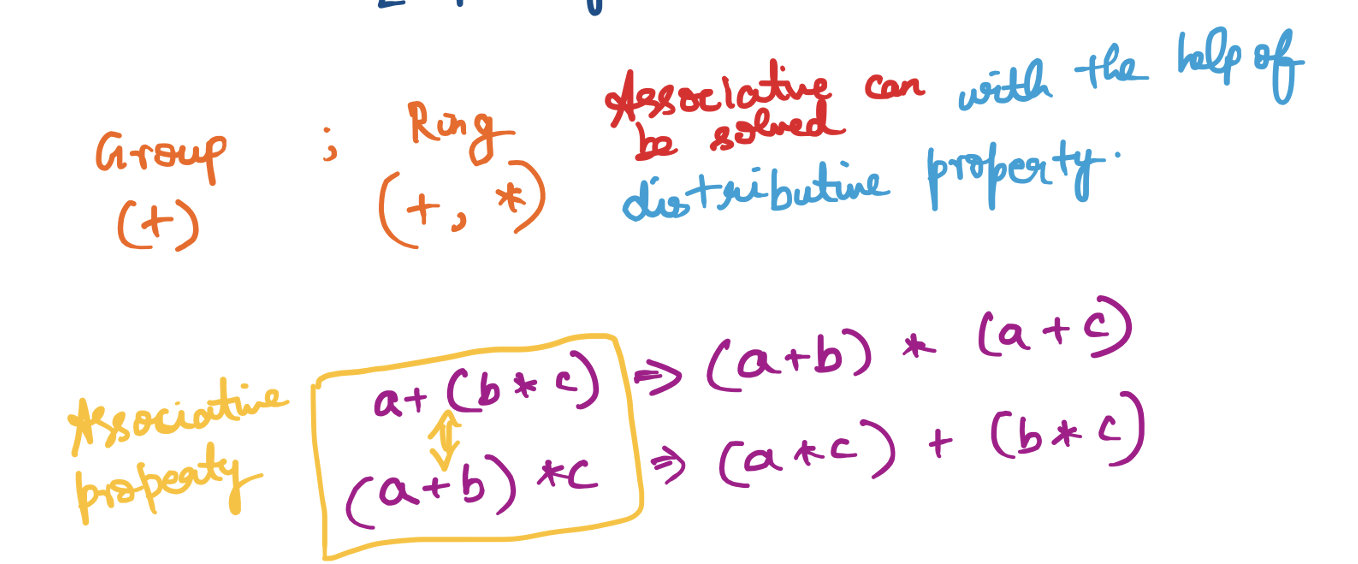 Group ; Ring
(+) (+, *)
Associative can be solved with the help of
distributive property.
Associative property
a+ (b * c) ⇒ (a+b) * (a+c)
(a+b) *c ⇒ (a*c) + (b*c)